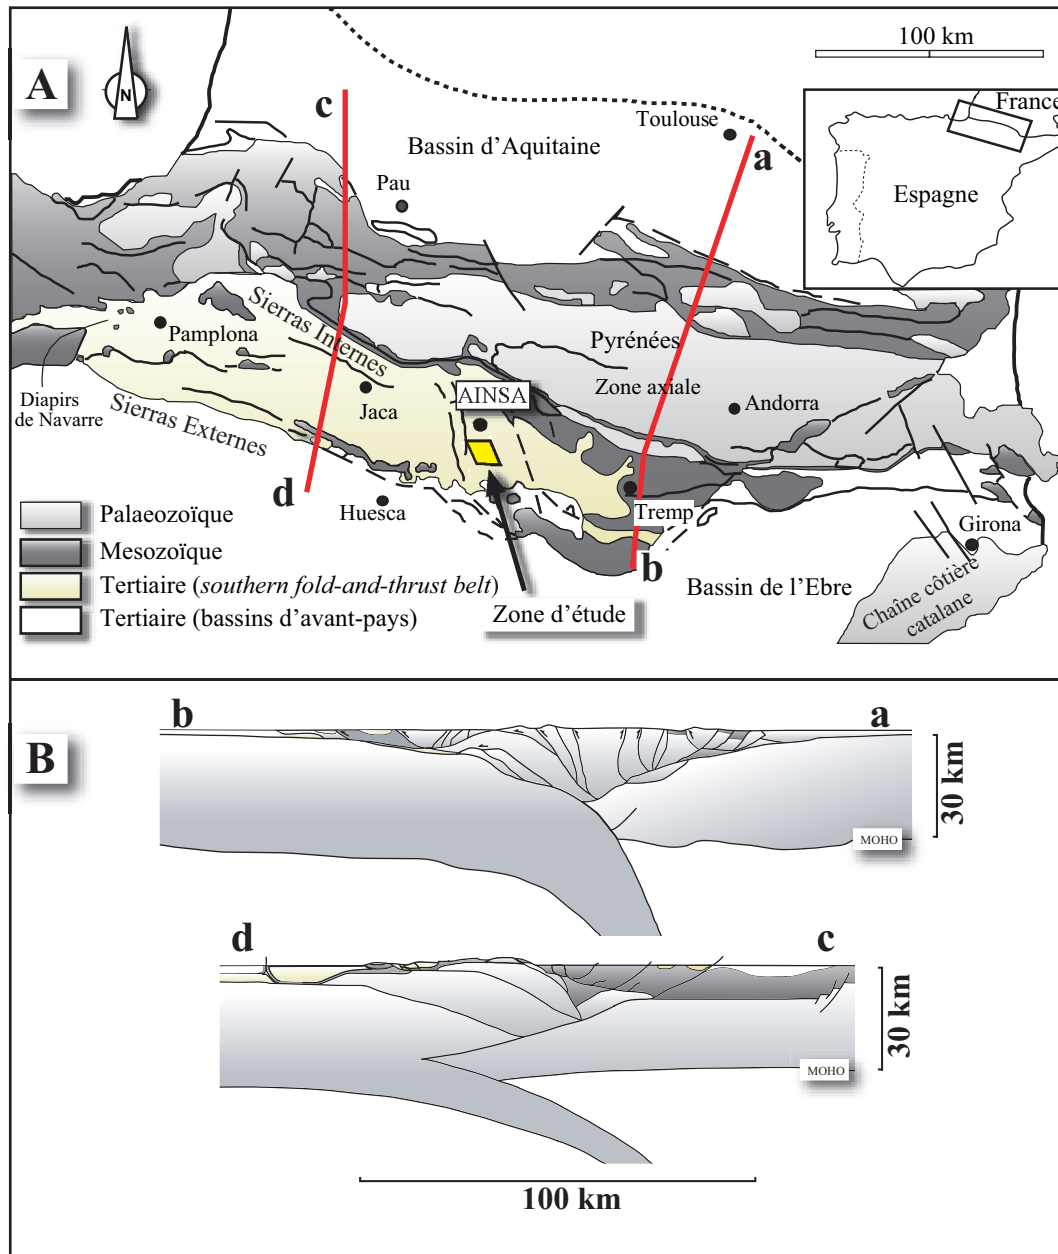 A
N
100 km
c
Toulouse
a
France
Bassin d'Aquitaine
Pau
Espagne
Sierras Internes
Pamplona
Pyrénées
Zone axiale
AINSA
Diapirs
de Navarre
Sierras Externes
Jaca
Andorra
d
Huesca
Tremp
Girona
b
Bassin de l'Ebre
Chaîne côtière
catalane
Zone d'étude
Palaeozoïque
Mesozoïque
Tertiaire (southern fold-and-thrust belt)
Tertiaire (bassins d'avant-pays)
B
b
a
30 km
MOHO
d
c
30 km
MOHO
100 km